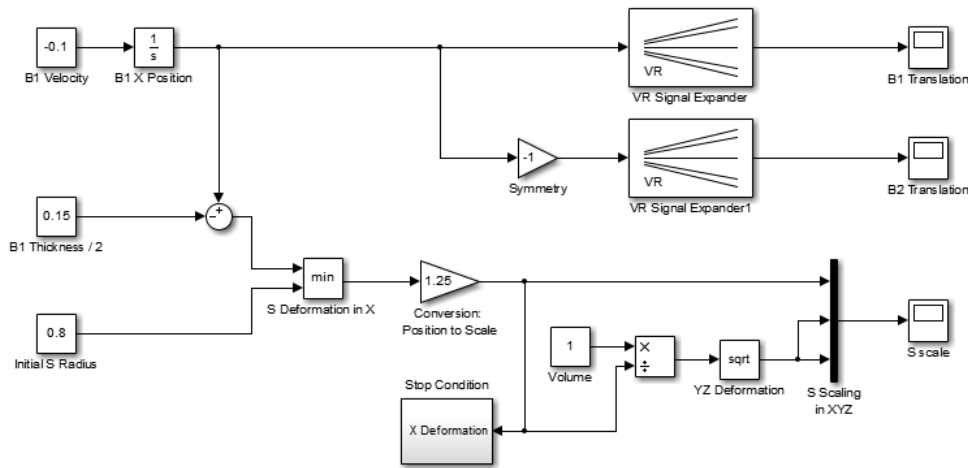 -0.1
B1 Velocity
1
s
B1 X Position
VR
VR Signal Expander
B1 Translation
-1
Symmetry
VR
VR Signal Expander1
B2 Translation
0.15
B1 Thickness / 2
min
S Deformation in X
1.25
Conversion:
Position to Scale
0.8
Initial S Radius
1
Volume
×
÷
sqrt
YZ Deformation
S Scaling
in XYZ
S scale
Stop Condition
X Deformation